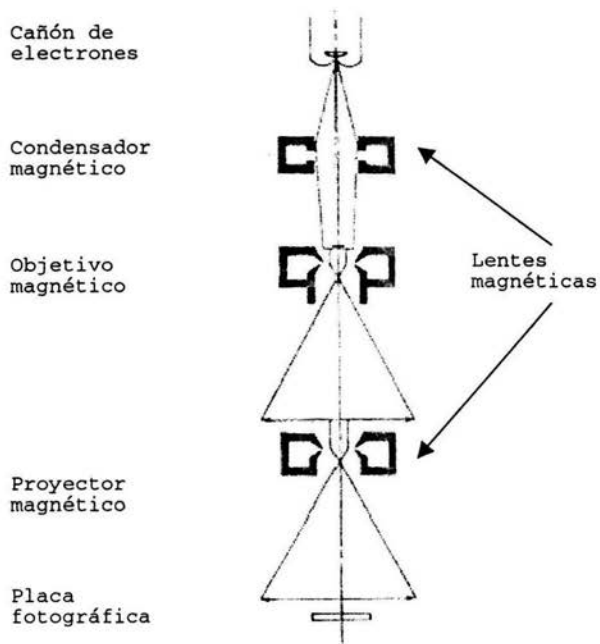 Cañón de
electrones
Condensador
magnético
Objetivo
magnético
Lentes
magnéticas
Proyector
magnético
Placa
fotográfica